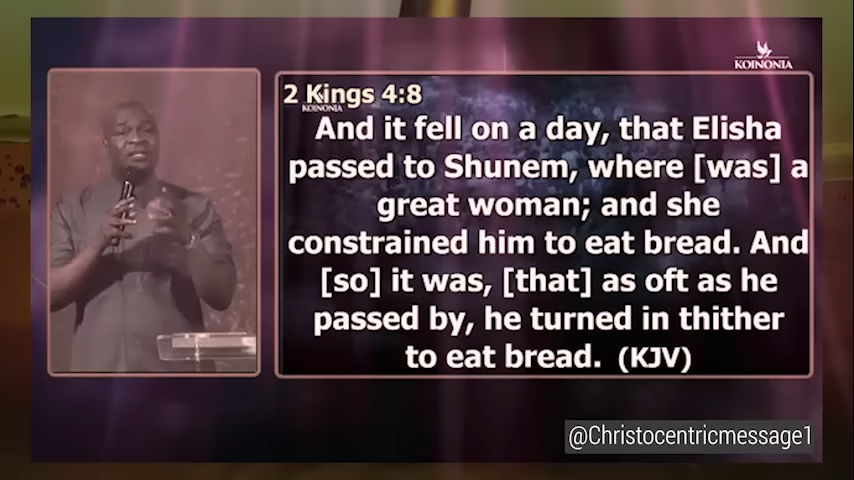 KOINONIA
2 Kings 4:8
KOINONIA
And it fell on a day, that Elisha
passed to Shunem, where [was] a
great woman; and she
constrained him to eat bread. And
[so] it was, [that] as oft as he
passed by, he turned in thither
to eat bread. (KJV)
@Christocentricmessage1